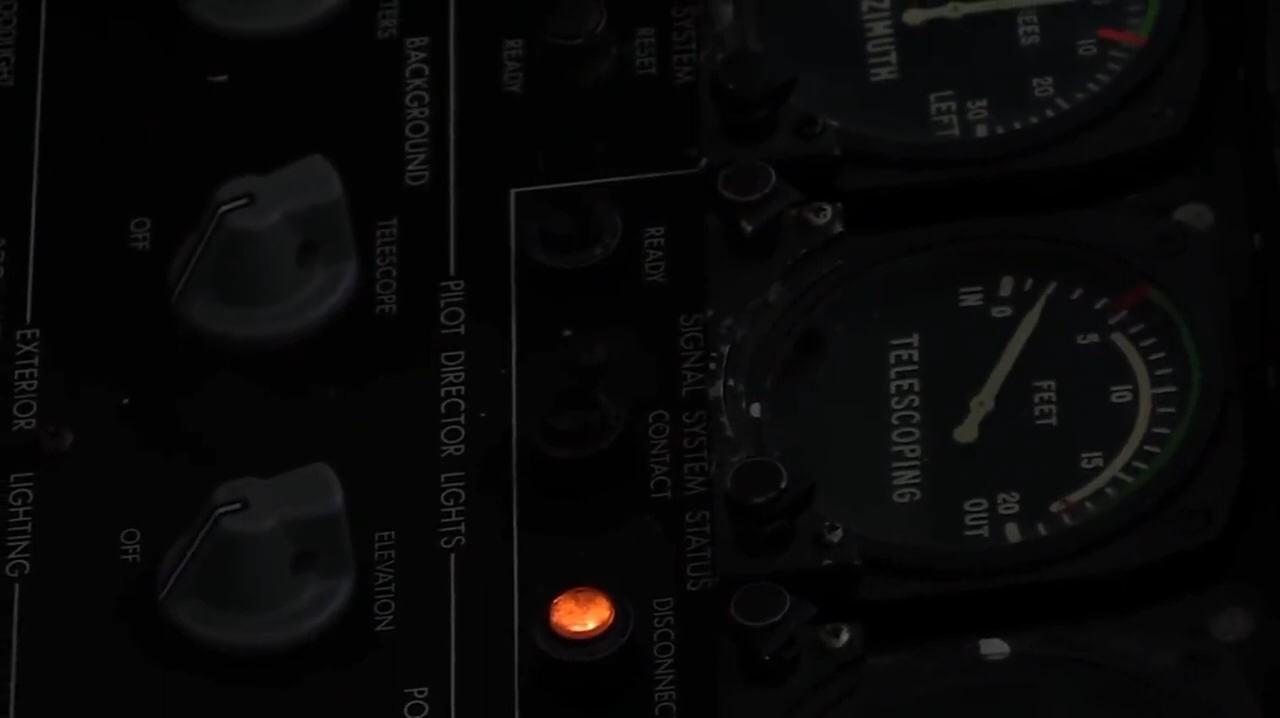 SYSTEM
RESET
READY
BACKGROUND
TELESCOPE
OFF
PILOT DIRECTOR LIGHTS
ELEVATION
OFF
EXTERIOR LIGHTING
SIGNAL SYSTEM STATUS
READY
CONTACT
LEFT
10
20
30
TELESCOPING
FEET
IN
0
5
10
15
20
OUT